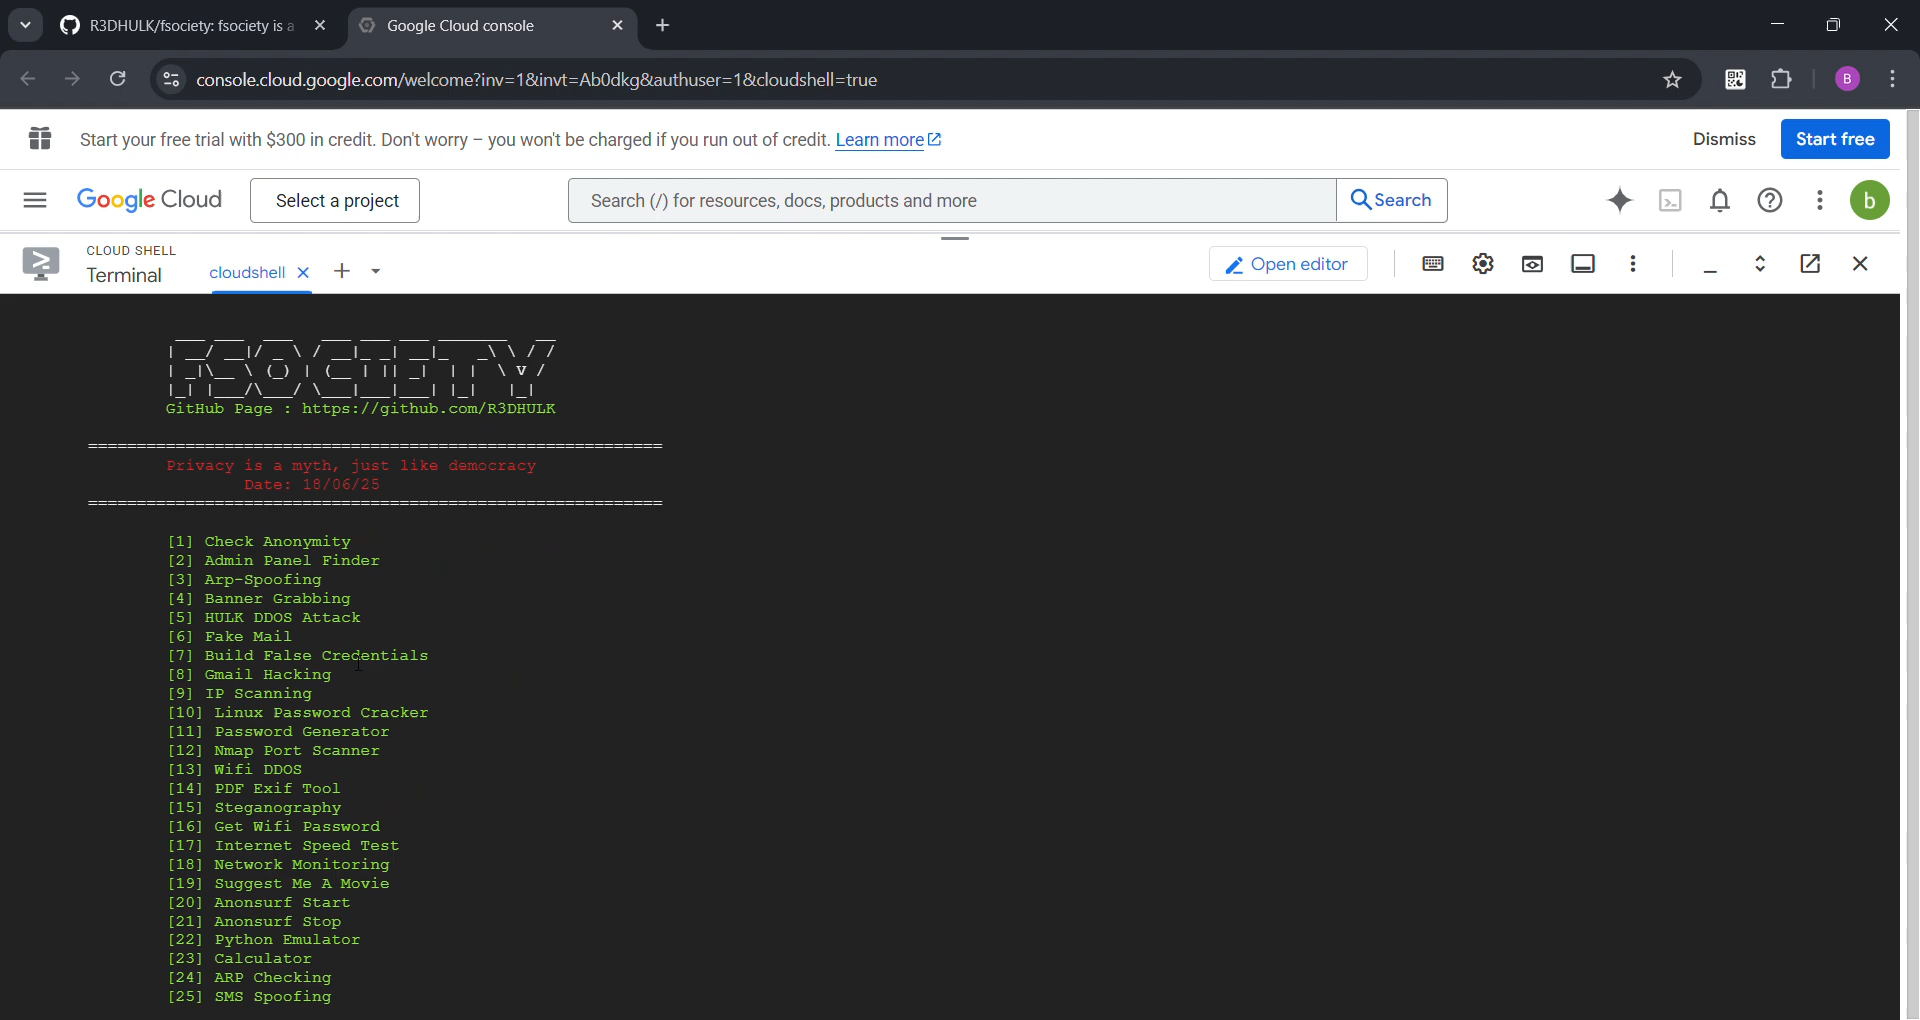 R3DHULK/fsociety: fsociety is a
Google Cloud console
console.cloud.google.com/welcome?inv=1&invt=Ab0dkg&authuser=1&cloudshell=true
B
Start your free trial with $300 in credit. Don't worry – you won't be charged if you run out of credit. Learn more
Dismiss
Start free
Google Cloud
Select a project
Search (/) for resources, docs, products and more
Search
b
CLOUD SHELL
Terminal
cloudshell
Open editor
FSOCIETY
GitHub Page : https://github.com/R3DHULK
===========================================================
Privacy is a myth, just like democracy
Date: 18/06/25
===========================================================
[1] Check Anonymity
[2] Admin Panel Finder
[3] Arp-Spoofing
[4] Banner Grabbing
[5] HULK DDOS Attack
[6] Fake Mail
[7] Build False Credentials
[8] Gmail Hacking
[9] IP Scanning
[10] Linux Password Cracker
[11] Password Generator
[12] Nmap Port Scanner
[13] Wifi DDOS
[14] PDF Exif Tool
[15] Steganography
[16] Get Wifi Password
[17] Internet Speed Test
[18] Network Monitoring
[19] Suggest Me A Movie
[20] Anonsurf Start
[21] Anonsurf Stop
[22] Python Emulator
[23] Calculator
[24] ARP Checking
[25] SMS Spoofing